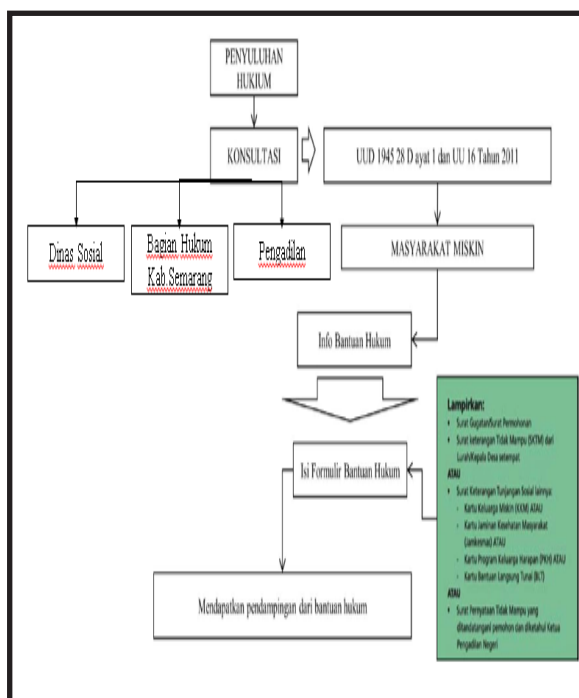 PENYULUHAN
HUKIUM
KONSULTASI
UUD 1945 28 D ayat 1 dan UU 16 Tahun 2011
Dinas Sosial
Bagian Hukum
Kab.Semarang
Pengadilan
MASYARAKAT MISKIN
Info Bantuan Hukum
Isi Formulir Bantuan Hukum
Lampirkan:
• Surat Gugatan/Surat Permohonan
• Surat keterangan Tidak Mampu (SKTM) dari
Lurah/Kepala Desa setempat
ATAU
• Surat Keterangan Tunjangan Sosial lainnya:
- Kartu Keluarga Miskin (KKM) ATAU
- Kartu Jaminan Kesehatan Masyarakat
(Jamkesmas) ATAU
- Kartu Program Keluarga Harapan (PKH) ATAU
- Kartu Bantuan Langsung Tunai (BLT)
ATAU
• Surat Pernyataan Tidak Mampu yang
ditandatangani pemohon dan diketahui Ketua
Pengadilan Negeri
Mendapatkan pendampingan dari bantuan hukum